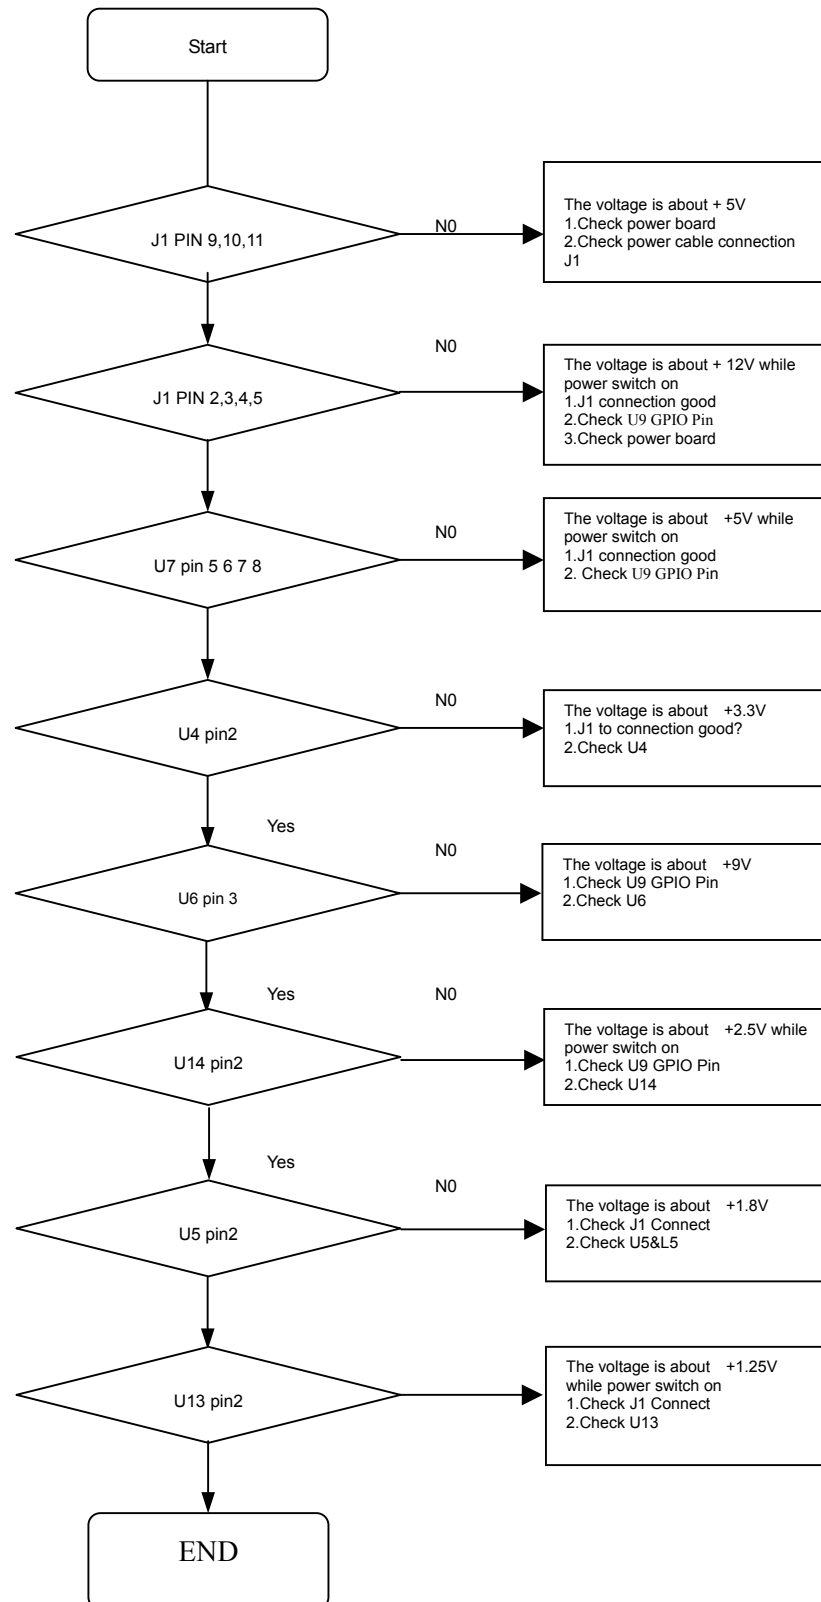 Start
J1 PIN 9,10,11
N0
The voltage is about + 5V
1.Check power board
2.Check power cable connection
J1
J1 PIN 2,3,4,5
N0
The voltage is about + 12V while
power switch on
1.J1 connection good
2.Check U9 GPIO Pin
3.Check power board
U7 pin 5 6 7 8
N0
The voltage is about +5V while
power switch on
1.J1 connection good
2. Check U9 GPIO Pin
U4 pin2
N0
The voltage is about +3.3V
1.J1 to connection good?
2.Check U4
Yes
U6 pin 3
N0
The voltage is about +9V
1.Check U9 GPIO Pin
2.Check U6
Yes
U14 pin2
N0
The voltage is about +2.5V while
power switch on
1.Check U9 GPIO Pin
2.Check U14
Yes
U5 pin2
N0
The voltage is about +1.8V
1.Check J1 Connect
2.Check U5&L5
U13 pin2
The voltage is about +1.25V
while power switch on
1.Check J1 Connect
2.Check U13
END